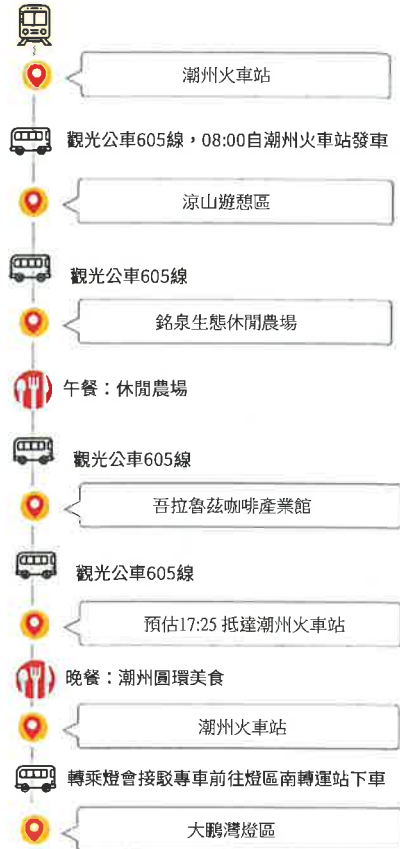 潮州火車站
觀光公車605線，08:00自潮州火車站發車
涼山遊憩區
觀光公車605線
銘泉生態休閒農場
午餐：休閒農場
觀光公車605線
吾拉魯茲咖啡產業館
觀光公車605線
預估17:25 抵達潮州火車站
晚餐：潮州圓環美食
潮州火車站
轉乘燈會接駁專車前往燈區南轉運站下車
大鵬灣燈區